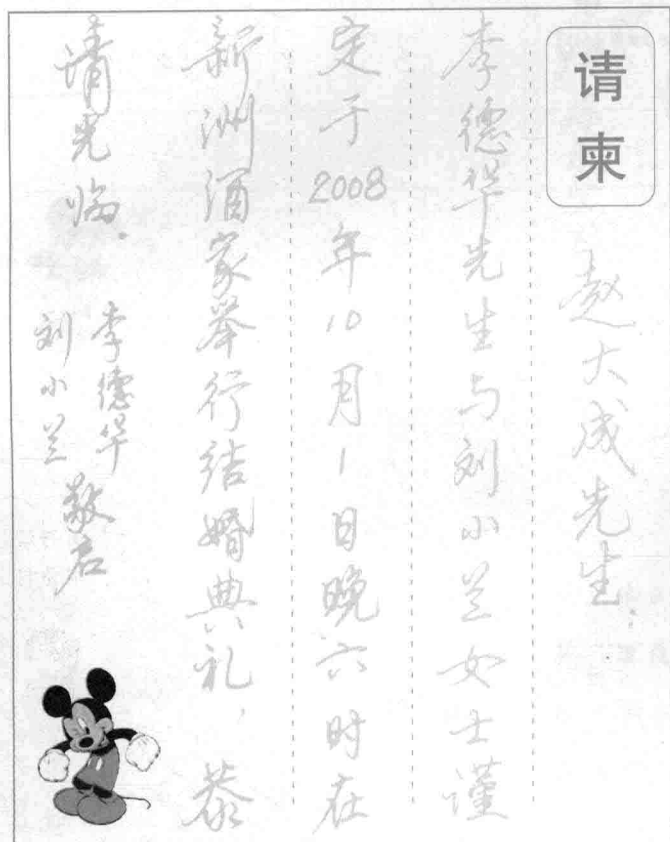 请柬
赵大成先生：
李德华先生与刘小兰女士谨
定于2008年10月1日晚六时在
新洲酒家举行结婚典礼，恭
请光临.
李德华
刘小兰
敬启